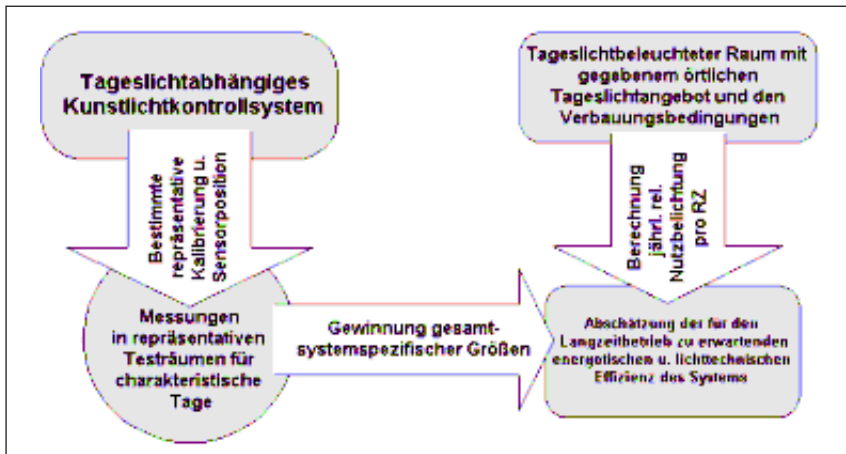 Tageslichtabhängiges
Kunstlichtkontrollsystem
Tageslichtbeleuchteter Raum mit
gegebenem örtlichen
Tageslichtangebot und den
Verbauungsbedingungen
Bestimmte
repräsentative
Kalibrierung u.
Sensorposition
Berechnung
jährl. rel.
Nutzbelichtung
pro RZ
Messungen
in repräsentativen
Testräumen für
charakteristische
Tage
Gewinnung gesamt-
systemspezifischer Größen
Abschätzung der für den
Langzeitbetrieb zu erwartenden
energetischen u. lichttechnischen
Effizienz des Systems